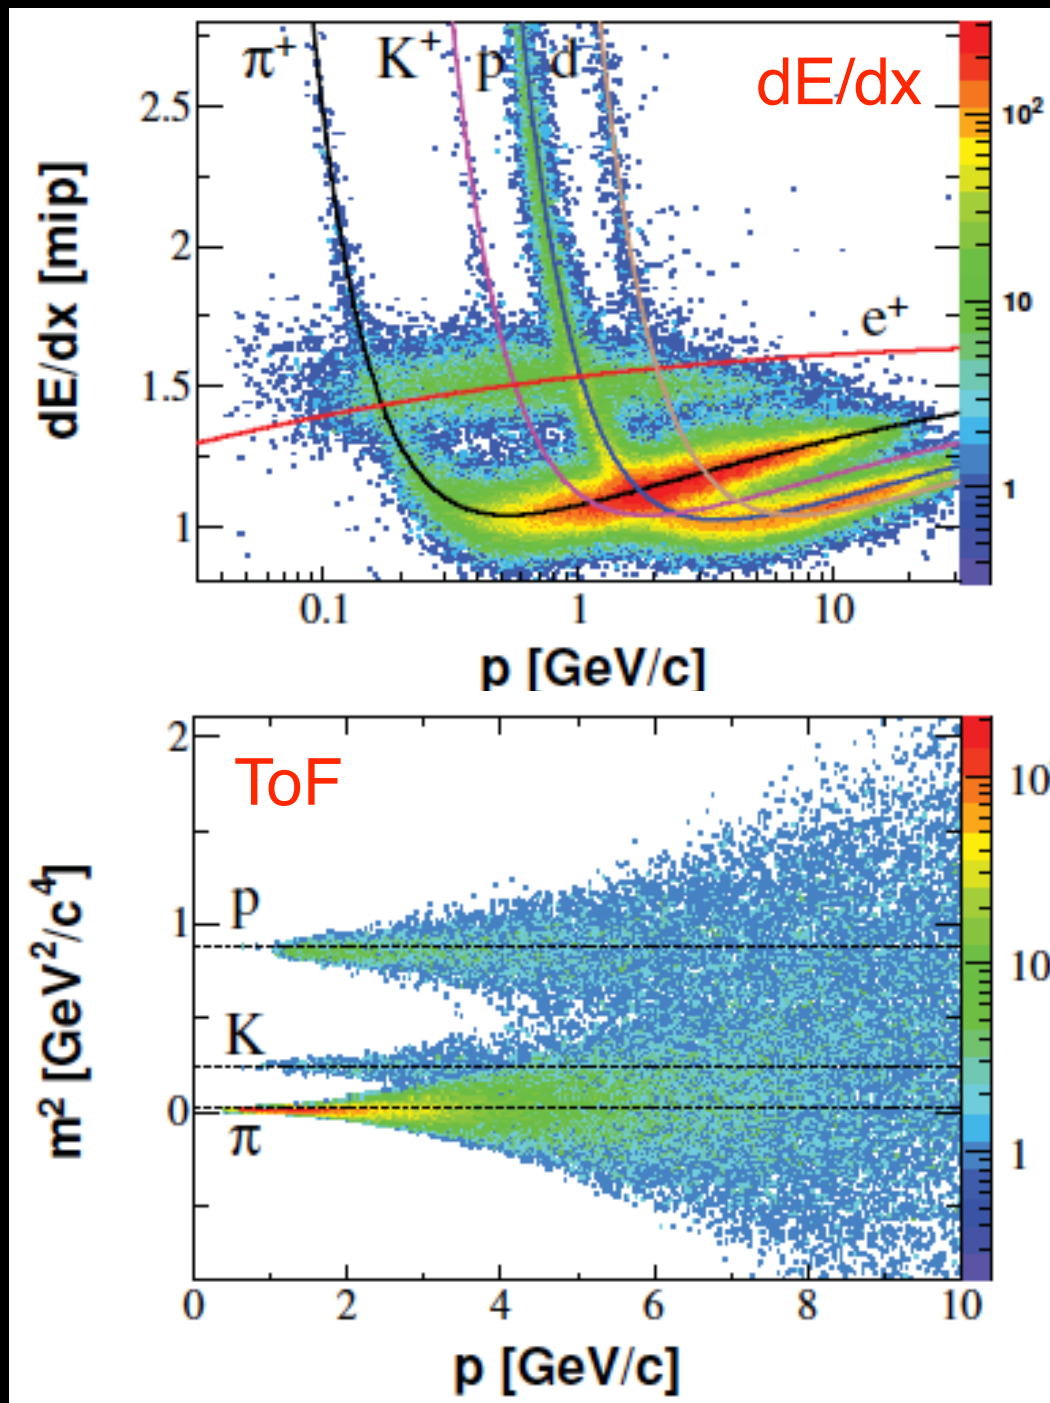 π⁺ K⁺ p d
dE/dx
e⁺
2.5
2
1.5
1
dE/dx [mip]
0.1 1 10
p [GeV/c]
10²
10
1
ToF
p
K
π
2
1
0
m² [GeV²/c⁴]
0 2 4 6 8 10
p [GeV/c]
10
10
1